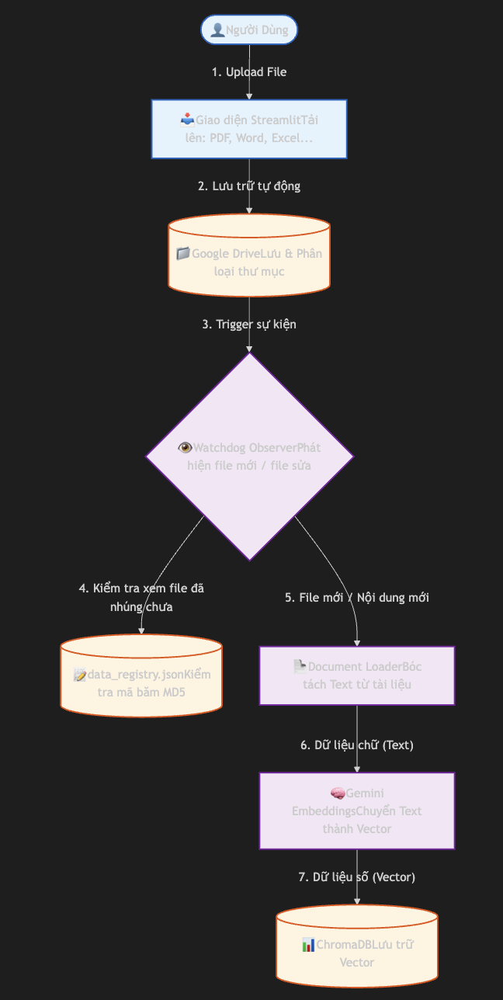 Người Dùng
1. Upload File
Giao diện StreamlitTải
lên: PDF, Word, Excel...
2. Lưu trữ tự động
Google DriveLưu & Phân
loại thư mục
3. Trigger sự kiện
Watchdog ObserverPhát
hiện file mới / file sửa
4. Kiểm tra xem file đã
nhúng chưa
5. File mới / Nội dung mới
data_registry.jsonKiểm
tra mã băm MD5
Document LoaderBóc
tách Text từ tài liệu
6. Dữ liệu chữ (Text)
Gemini
EmbeddingsChuyển Text
thành Vector
7. Dữ liệu số (Vector)
ChromaDBLưu trữ
Vector